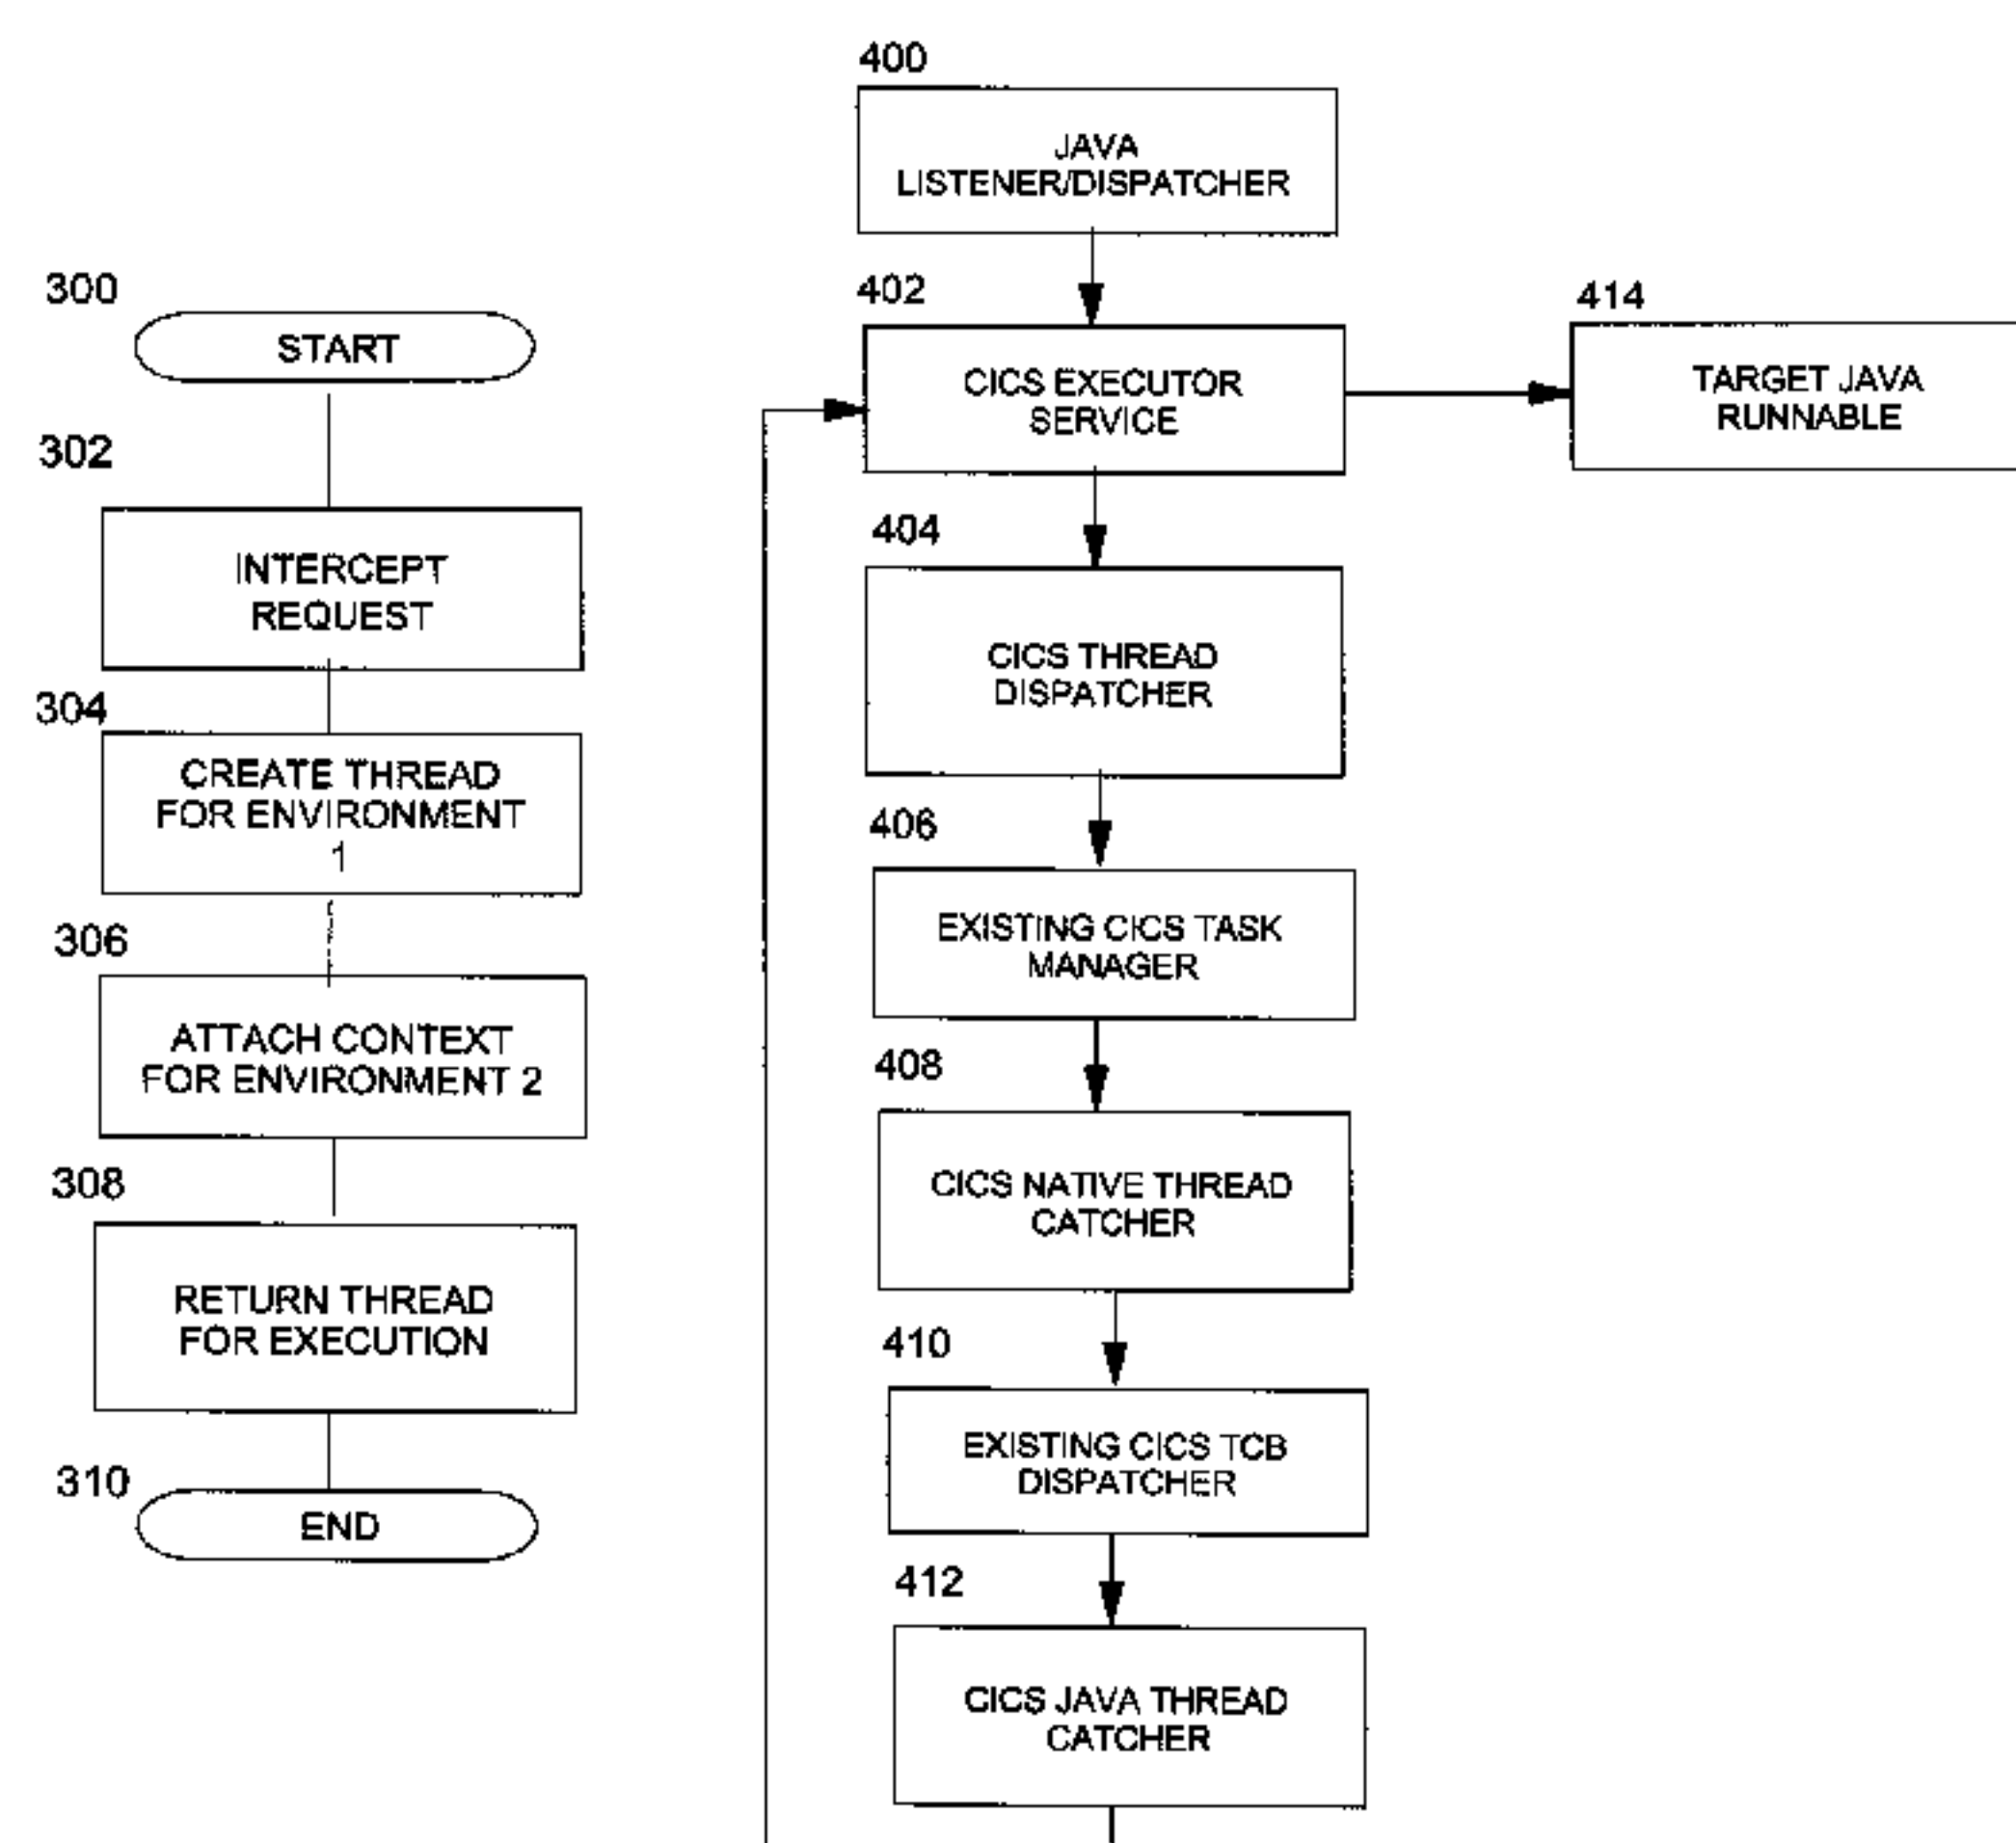 300
START
302
INTERCEPT
REQUEST
304
CREATE THREAD
FOR ENVIRONMENT
1
306
ATTACH CONTEXT
FOR ENVIRONMENT 2
308
RETURN THREAD
FOR EXECUTION
310
END
400
JAVA
LISTENER/DISPATCHER
402
CICS EXECUTOR
SERVICE
414
TARGET JAVA
RUNNABLE
404
CICS THREAD
DISPATCHER
406
EXISTING CICS TASK
MANAGER
408
CICS NATIVE THREAD
CATCHER
410
EXISTING CICS TCB
DISPATCHER
412
CICS JAVA THREAD
CATCHER